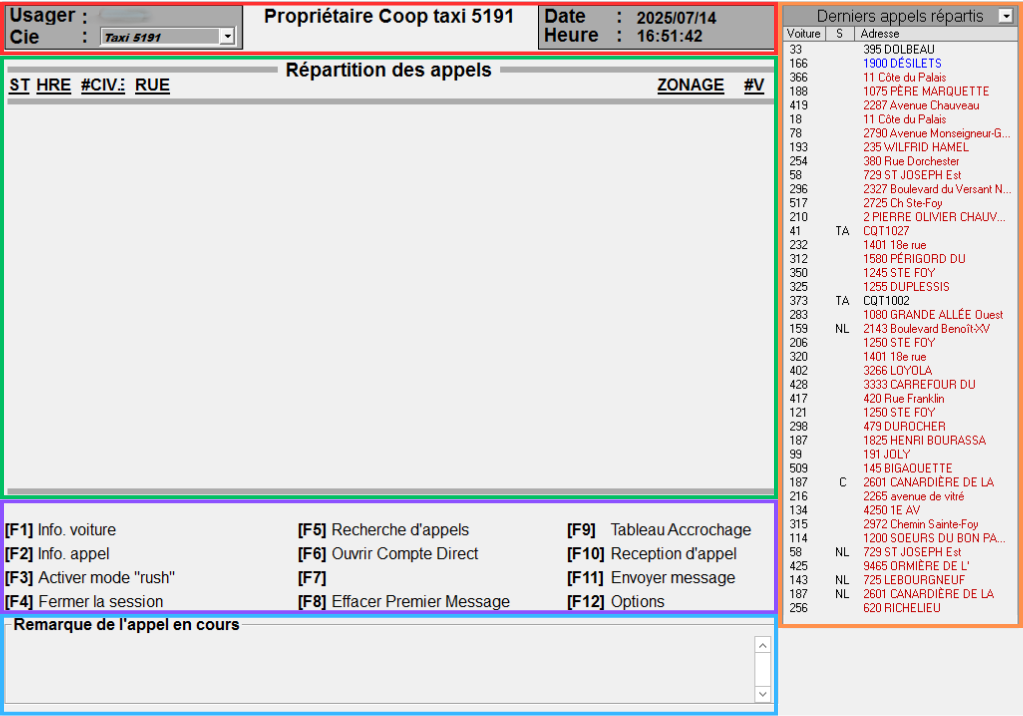 Usager :
Cie : Taxi 5191
Propriétaire Coop taxi 5191
Date : 2025/07/14
Heure : 16:51:42
Répartition des appels
ST HRE #CIV.: RUE ZONAGE #V
[F1] Info. voiture [F5] Recherche d'appels [F9] Tableau Accrochage
[F2] Info. appel [F6] Ouvrir Compte Direct [F10] Reception d'appel
[F3] Activer mode "rush" [F7] [F11] Envoyer message
[F4] Fermer la session [F8] Effacer Premier Message [F12] Options
Remarque de l'appel en cours
Derniers appels répartis
Voiture S Adresse
33 395 DOLBEAU
166 1900 DÉSILETS
366 11 Côte du Palais
188 1075 PÈRE MARQUETTE
419 2287 Avenue Chauveau
18 11 Côte du Palais
78 2790 Avenue Monseigneur-G...
193 235 WILFRID HAMEL
254 380 Rue Dorchester
58 729 ST JOSEPH Est
296 2327 Boulevard du Versant N...
517 2725 Ch Ste-Foy
210 2 PIERRE OLIVIER CHAUV...
41 TA CQT1027
232 1401 18e rue
312 1580 PÉRIGORD DU
350 1245 STE FOY
325 1255 DUPLESSIS
373 TA CQT1002
283 1080 GRANDE ALLÉE Ouest
159 NL 2143 Boulevard Benoît-XV
206 1250 STE FOY
320 1401 18e rue
402 3266 LOYOLA
428 3333 CARREFOUR DU
417 420 Rue Franklin
121 1250 STE FOY
298 479 DUROCHER
187 1825 HENRI BOURASSA
99 191 JOLY
509 145 BIGAOUETTE
187 C 2601 CANARDIÈRE DE LA
216 2265 avenue de vitré
134 4250 1E AV
315 2972 Chemin Sainte-Foy
114 1200 SOEURS DU BON PA...
58 NL 729 ST JOSEPH Est
425 9465 ORMIÈRE DE L'
143 NL 725 LEBOURGNEUF
187 NL 2601 CANARDIÈRE DE LA
256 620 RICHELIEU